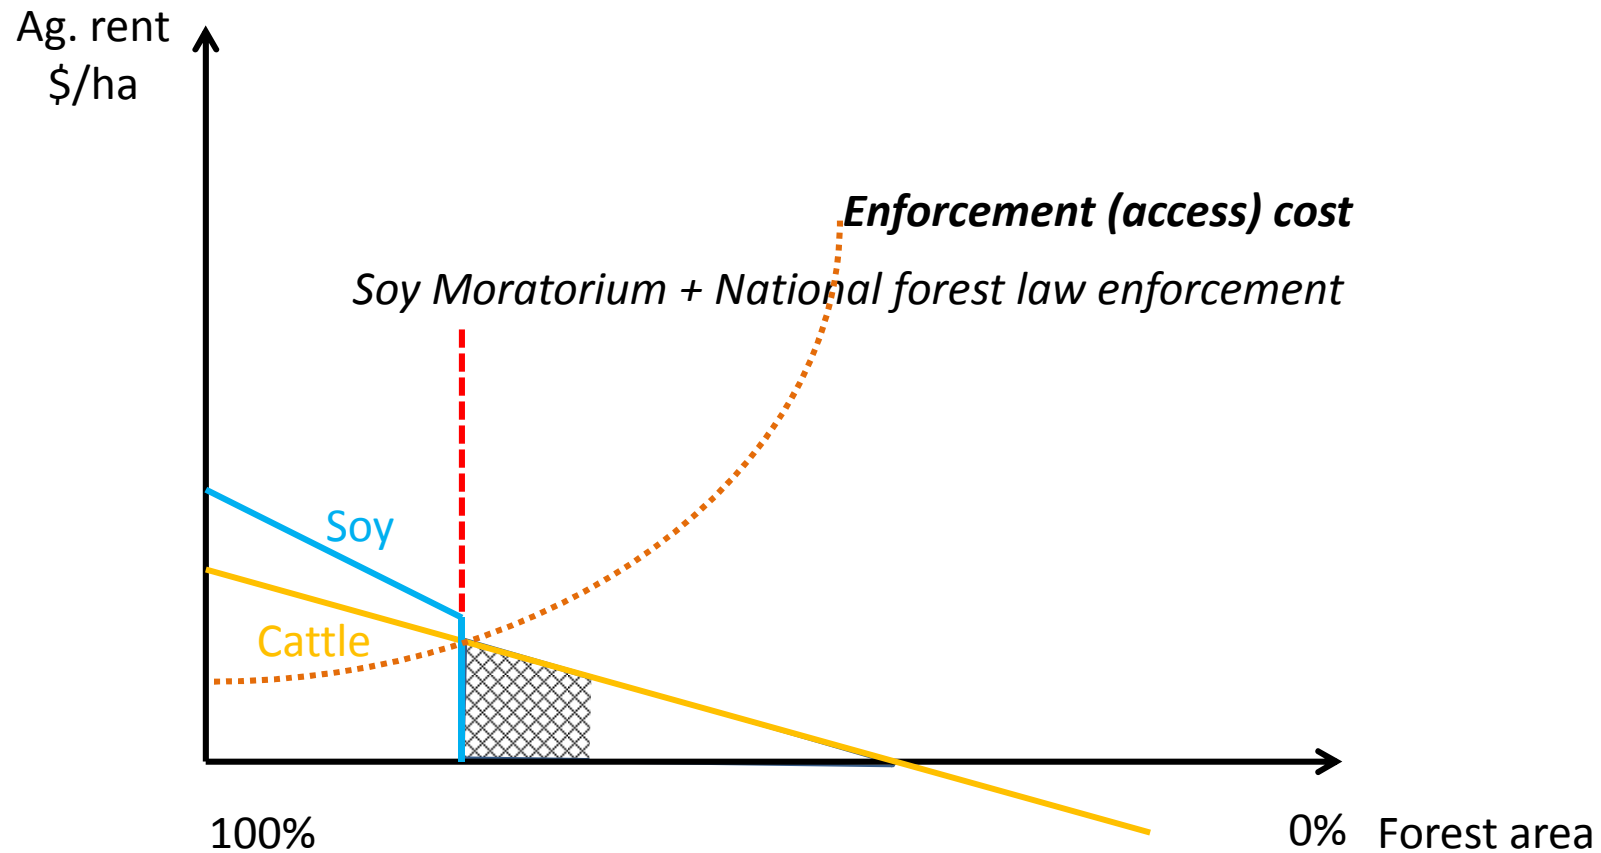 Ag. rent
$/ha
Enforcement (access) cost
Soy Moratorium + National forest law enforcement
Soy
Cattle
100%
0%
Forest area